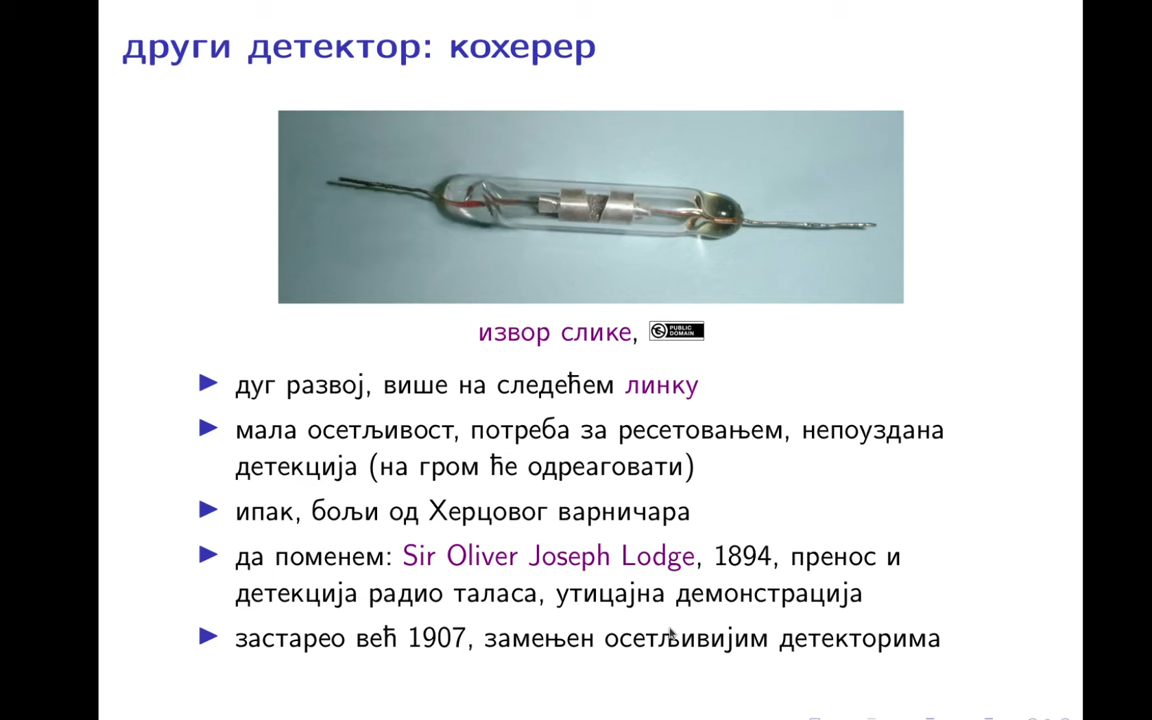 други детектор: кохерер
извор слике, PUBLIC DOMAIN
дуг развој, више на следећем линку
мала осетљивост, потреба за ресетовањем, непоуздана
детекција (на гром ће одреаговати)
ипак, бољи од Херцовог варничара
да поменем: Sir Oliver Joseph Lodge, 1894, пренос и
детекција радио таласа, утицајна демонстрација
застарео већ 1907, замењен осетљивијим детекторима